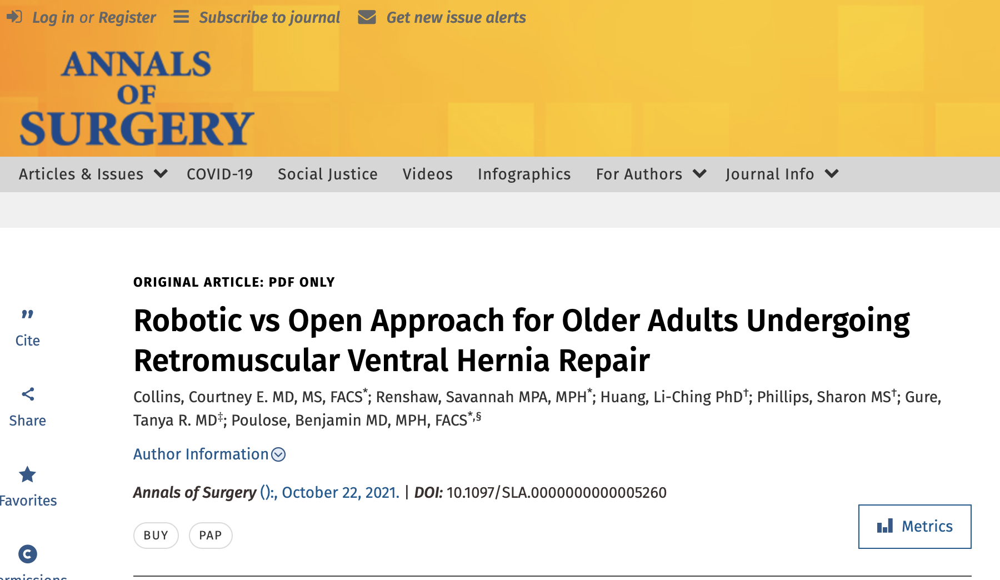 Log in or Register Subscribe to journal Get new issue alerts
ANNALS
OF
SURGERY
Articles & Issues COVID-19 Social Justice Videos Infographics For Authors Journal Info
ORIGINAL ARTICLE: PDF ONLY
Robotic vs Open Approach for Older Adults Undergoing
Retromuscular Ventral Hernia Repair
Collins, Courtney E. MD, MS, FACS*; Renshaw, Savannah MPA, MPH*; Huang, Li-Ching PhD†; Phillips, Sharon MS†; Gure,
Tanya R. MD‡; Poulose, Benjamin MD, MPH, FACS*,§
Author Information
Annals of Surgery ():, October 22, 2021. | DOI: 10.1097/SLA.0000000000005260
BUY PAP
Metrics
Cite
Share
Favorites